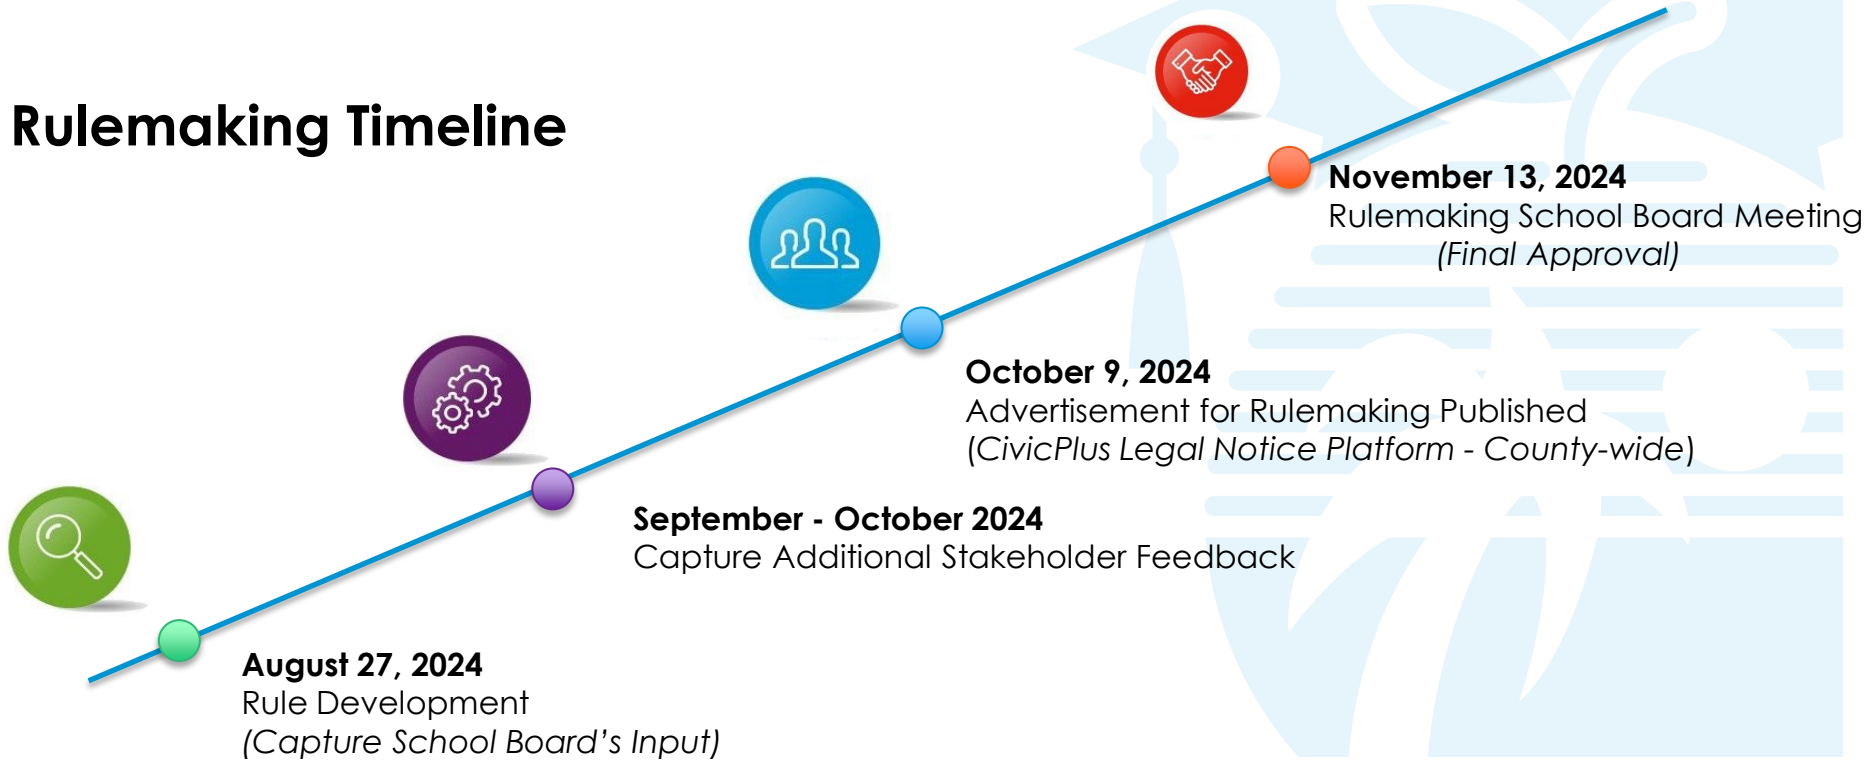 Rulemaking Timeline
November 13, 2024
Rulemaking School Board Meeting
(Final Approval)
October 9, 2024
Advertisement for Rulemaking Published
(CivicPlus Legal Notice Platform - County-wide)
September - October 2024
Capture Additional Stakeholder Feedback
August 27, 2024
Rule Development
(Capture School Board’s Input)